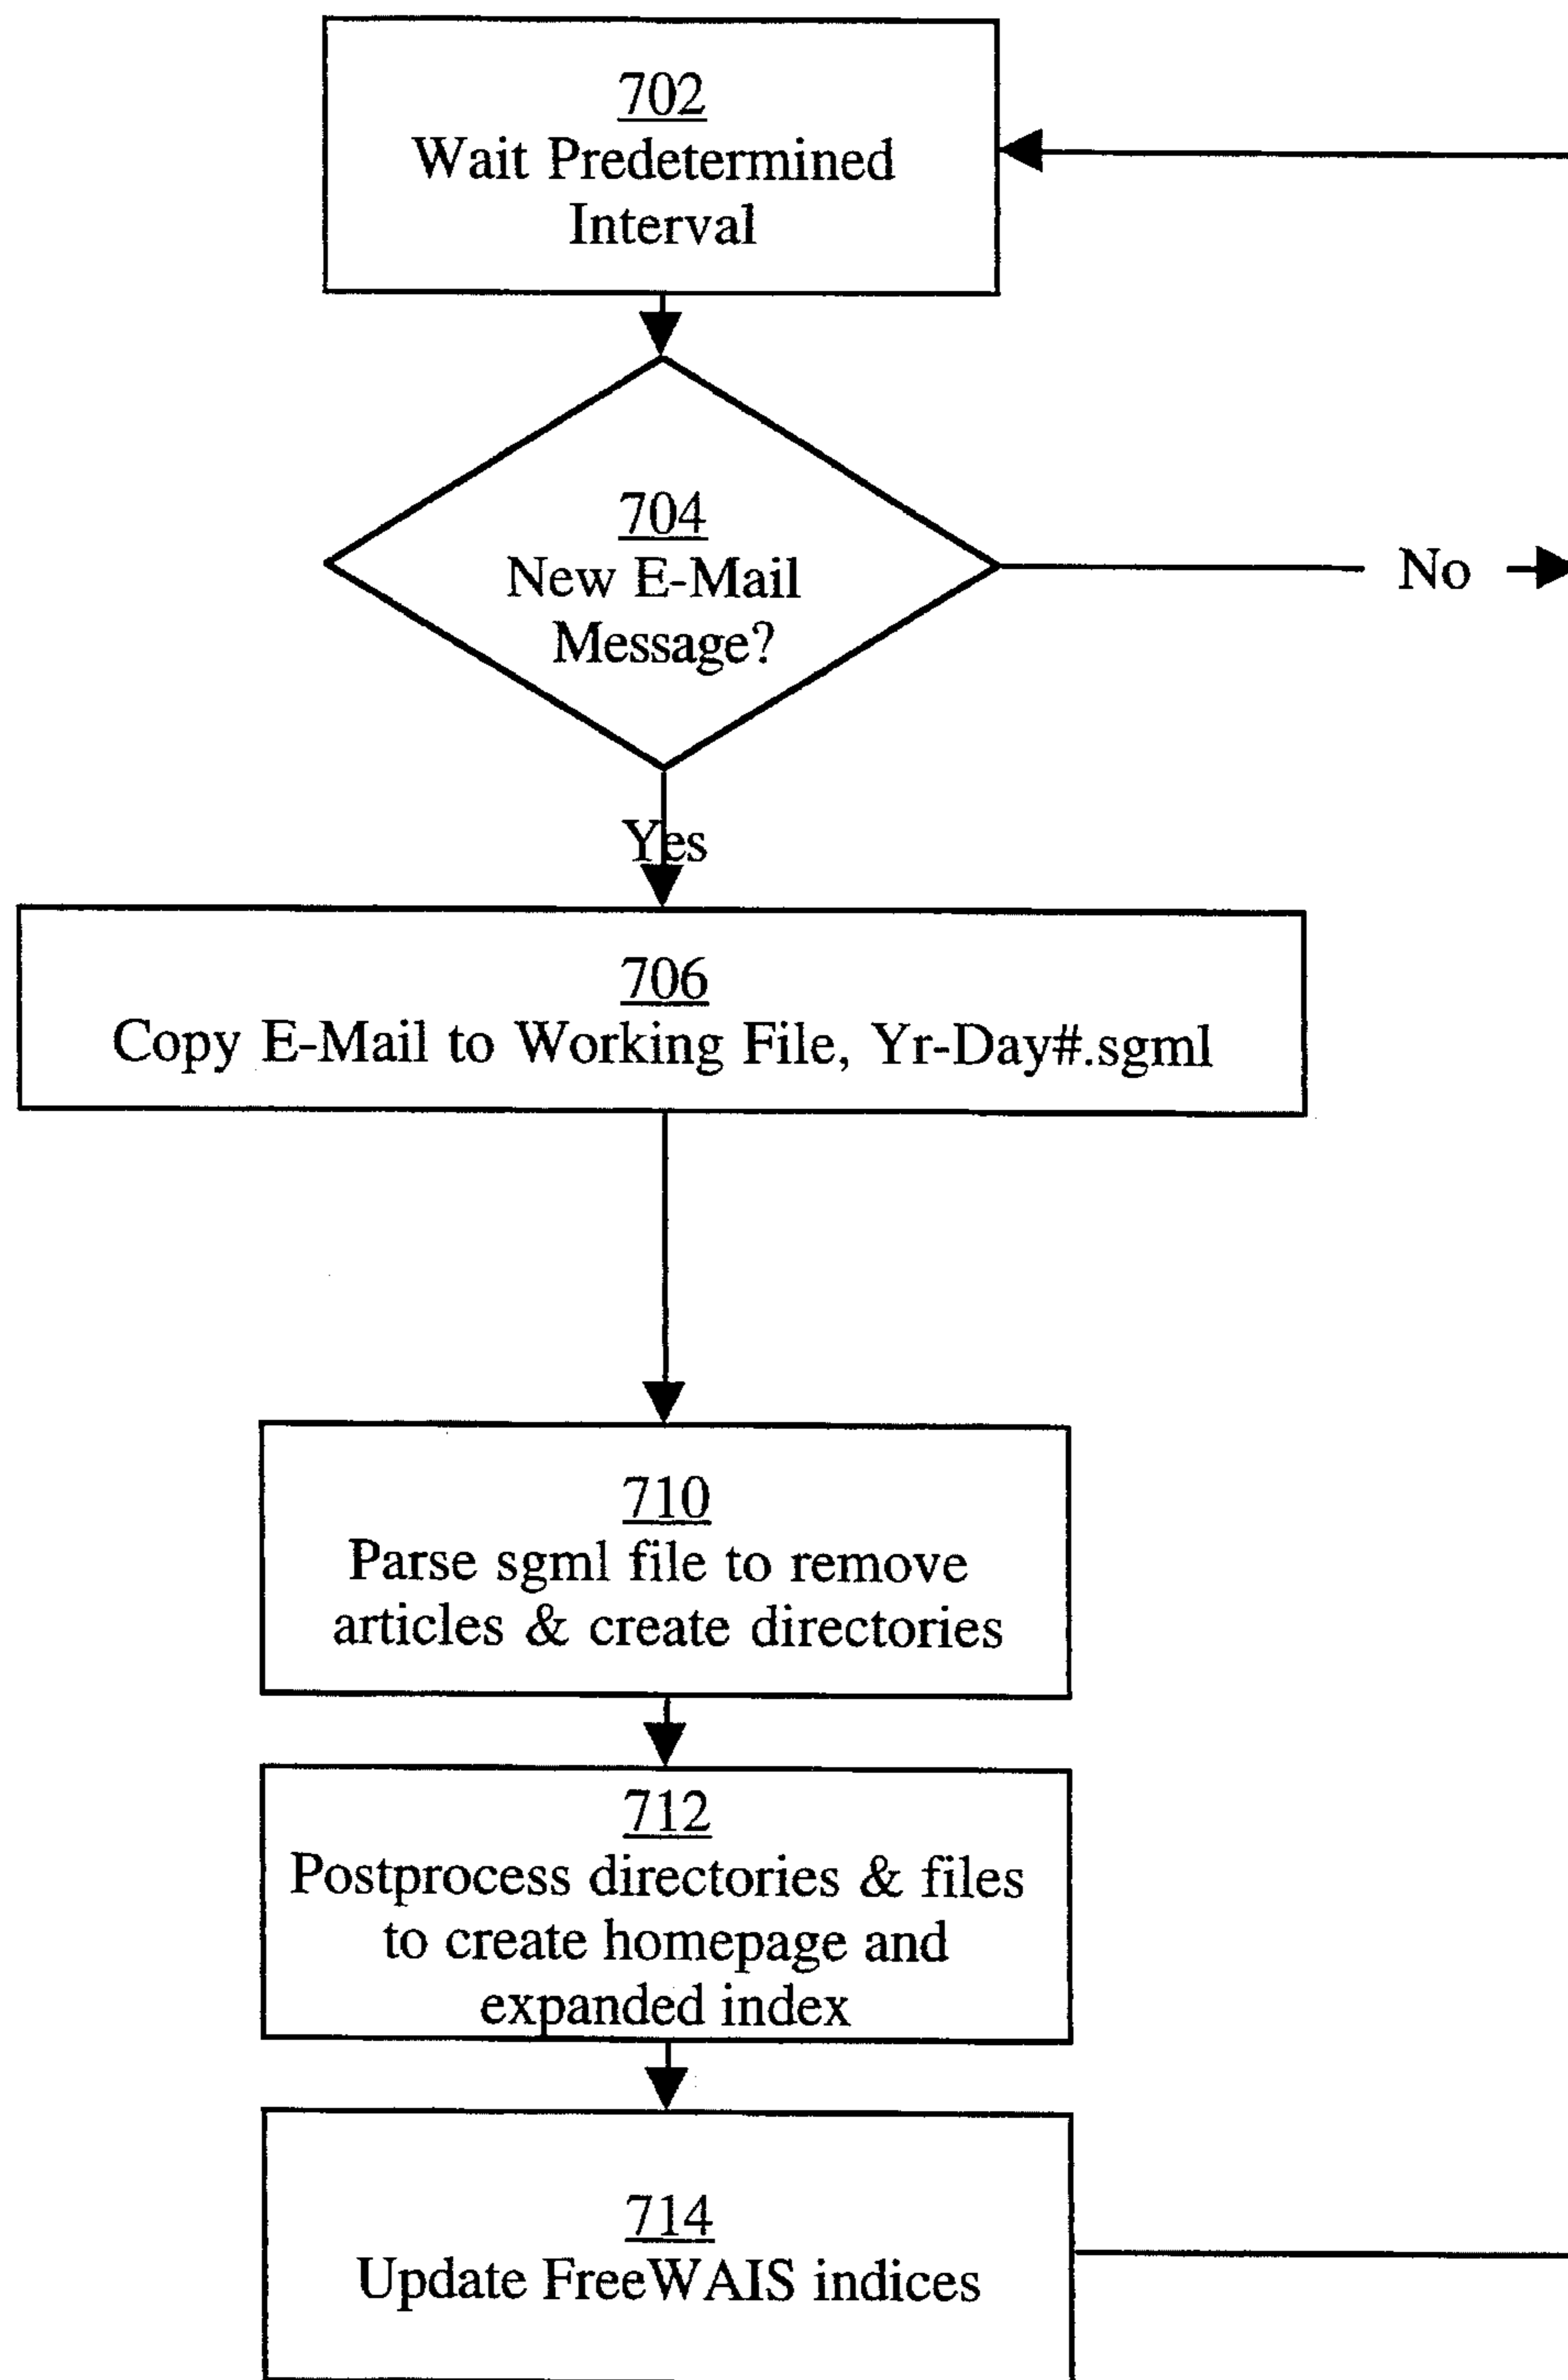 702
Wait Predetermined
Interval
704
New E-Mail
Message?
No
Yes
706
Copy E-Mail to Working File, Yr-Day#.sgml
710
Parse sgml file to remove
articles & create directories
712
Postprocess directories & files
to create homepage and
expanded index
714
Update FreeWAIS indices